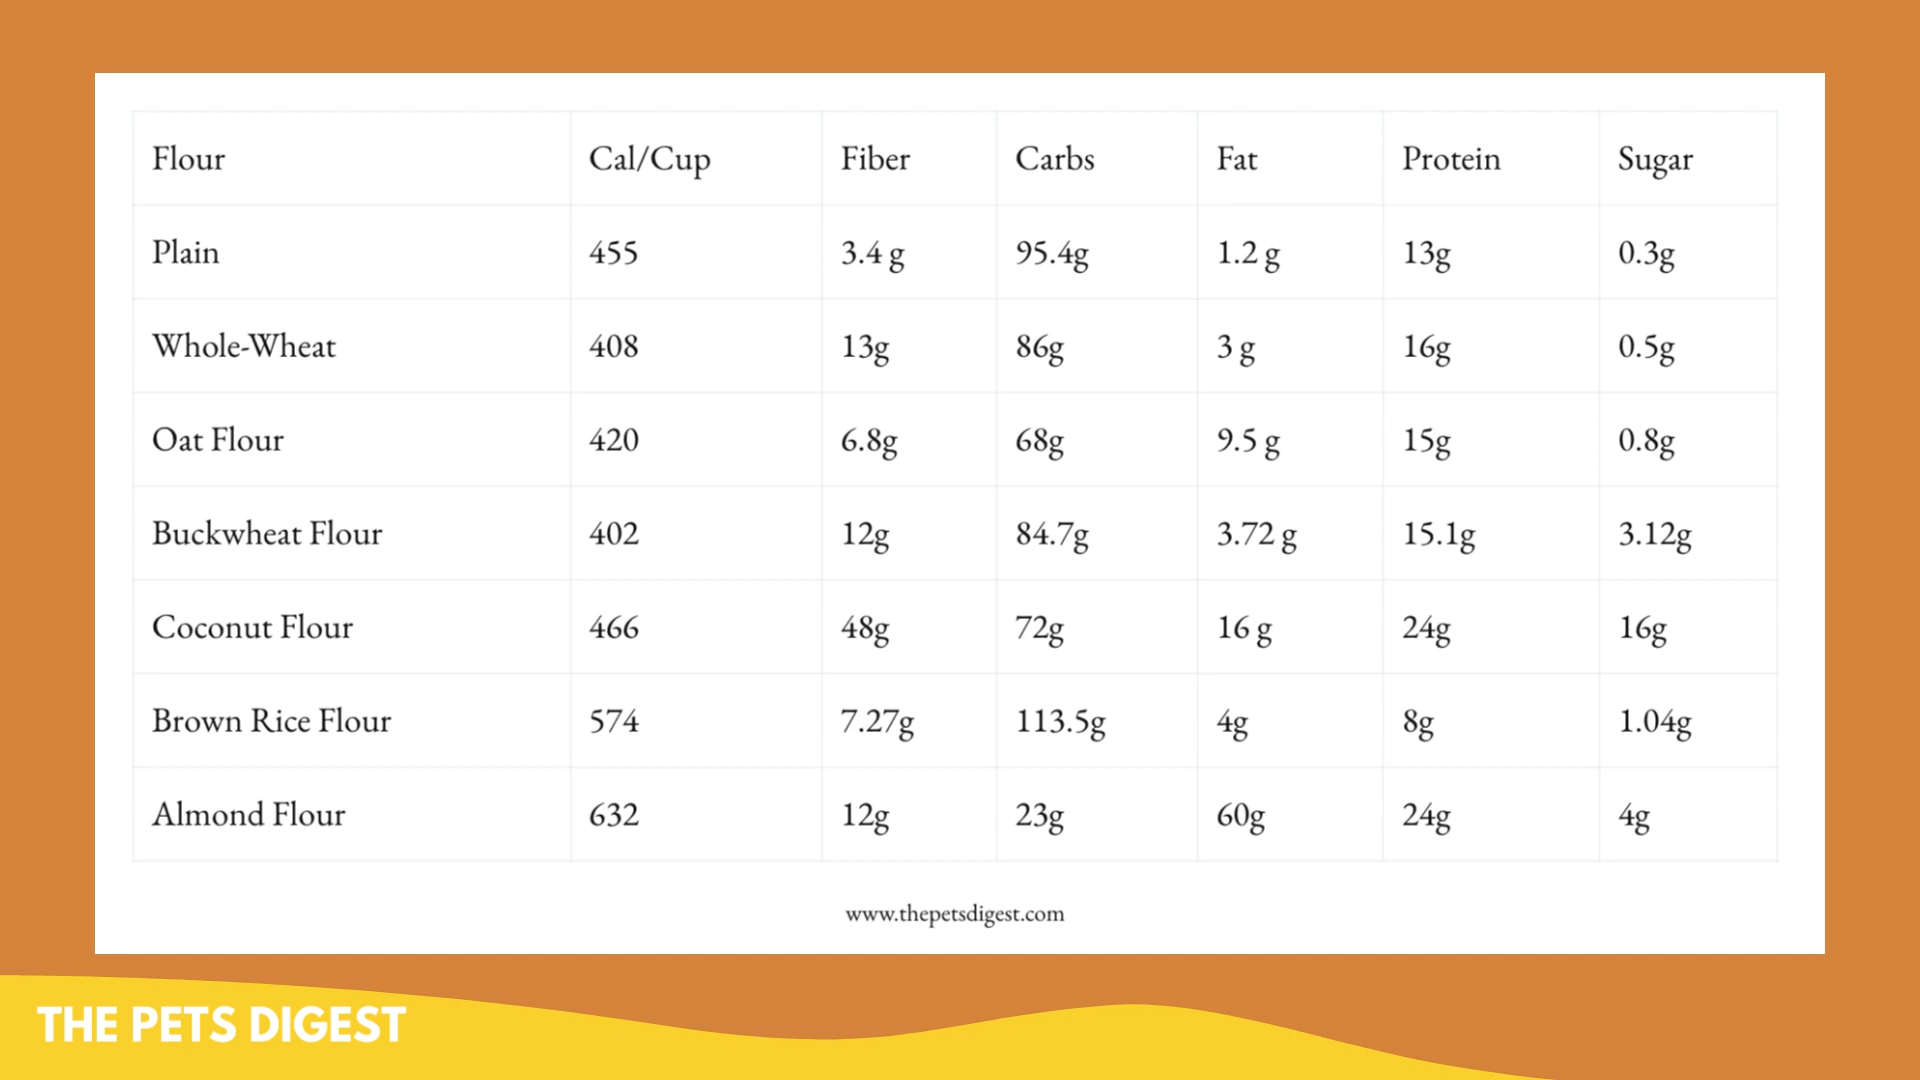 Flour Cal/Cup Fiber Carbs Fat Protein Sugar
Plain 455 3.4 g 95.4g 1.2 g 13g 0.3g
Whole-Wheat 408 13g 86g 3 g 16g 0.5g
Oat Flour 420 6.8g 68g 9.5 g 15g 0.8g
Buckwheat Flour 402 12g 84.7g 3.72 g 15.1g 3.12g
Coconut Flour 466 48g 72g 16 g 24g 16g
Brown Rice Flour 574 7.27g 113.5g 4g 8g 1.04g
Almond Flour 632 12g 23g 60g 24g 4g
www.thepetsdigest.com
THE PETS DIGEST